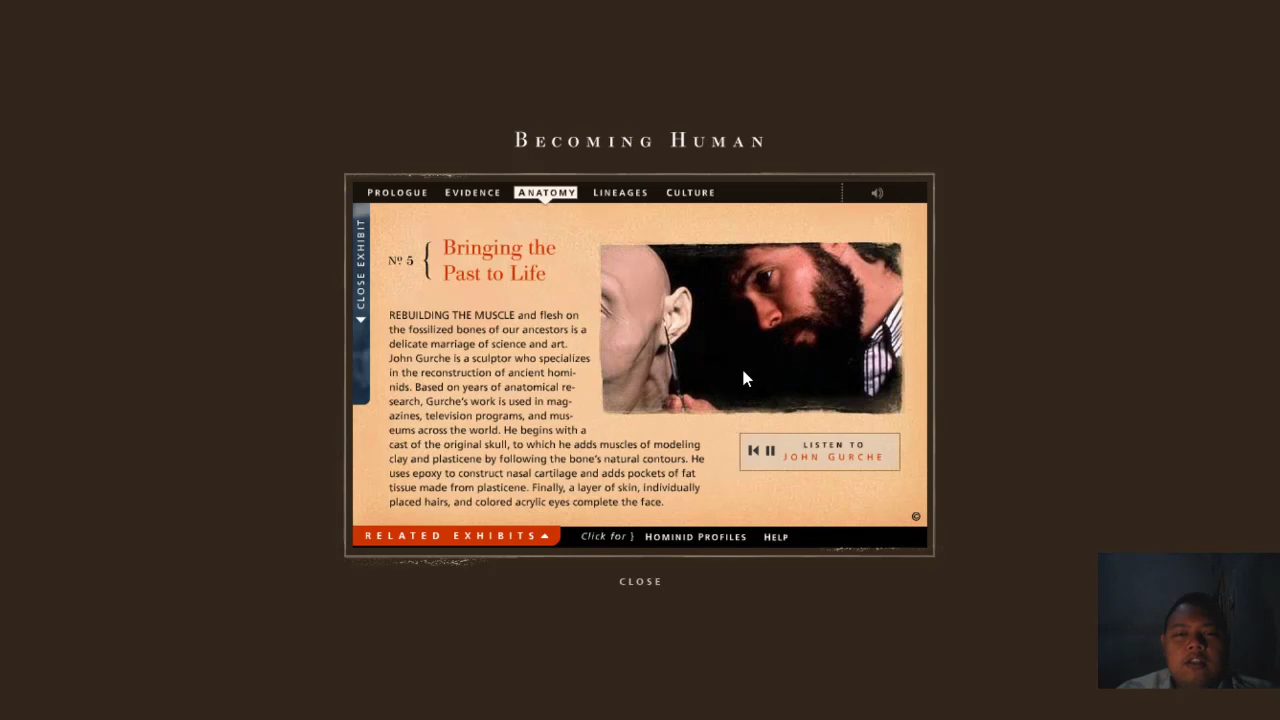 BECOMING HUMAN
PROLOGUE EVIDENCE ANATOMY LINEAGES CULTURE
CLOSE EXHIBIT
Nº 5 { Bringing the
Past to Life
REBUILDING THE MUSCLE and flesh on
the fossilized bones of our ancestors is a
delicate marriage of science and art.
John Gurche is a sculptor who specializes
in the reconstruction of ancient homi-
nids. Based on years of anatomical re-
search, Gurche's work is used in mag-
azines, television programs, and mus-
eums across the world. He begins with a
cast of the original skull, to which he adds muscles of modeling
clay and plasticene by following the bone's natural contours. He
uses epoxy to construct nasal cartilage and adds pockets of fat
tissue made from plasticene. Finally, a layer of skin, individually
placed hairs, and colored acrylic eyes complete the face.
LISTEN TO
JOHN GURCHE
©
RELATED EXHIBITS Click for } HOMINID PROFILES HELP
CLOSE